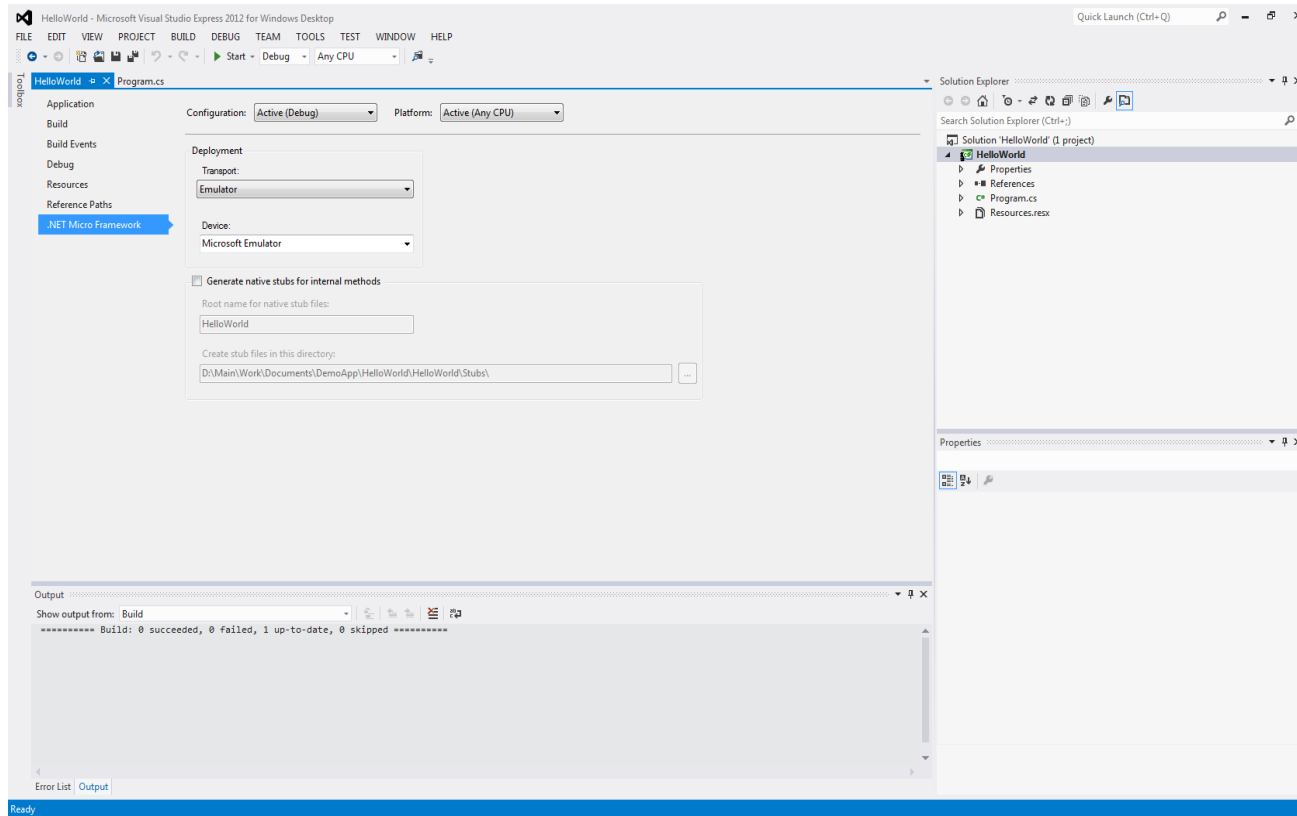 HelloWorld - Microsoft Visual Studio Express 2012 for Windows Desktop
Quick Launch (Ctrl+Q)
FILE EDIT VIEW PROJECT BUILD DEBUG TEAM TOOLS TEST WINDOW HELP
Start Debug Any CPU
Toolbox
HelloWorld Program.cs
Application
Build
Build Events
Debug
Resources
Reference Paths
.NET Micro Framework
Configuration: Active (Debug) Platform: Active (Any CPU)
Deployment
Transport:
Emulator
Device:
Microsoft Emulator
Generate native stubs for internal methods
Root name for native stub files:
HelloWorld
Create stub files in this directory:
D:\Main\Work\Documents\DemoApp\HelloWorld\HelloWorld\Stubs\
...
Solution Explorer
Search Solution Explorer (Ctrl+;)
Solution 'HelloWorld' (1 project)
HelloWorld
Properties
References
Program.cs
Resources.resx
Properties
Output
Show output from: Build
========== Build: 0 succeeded, 0 failed, 1 up-to-date, 0 skipped ==========
Error List Output
Ready